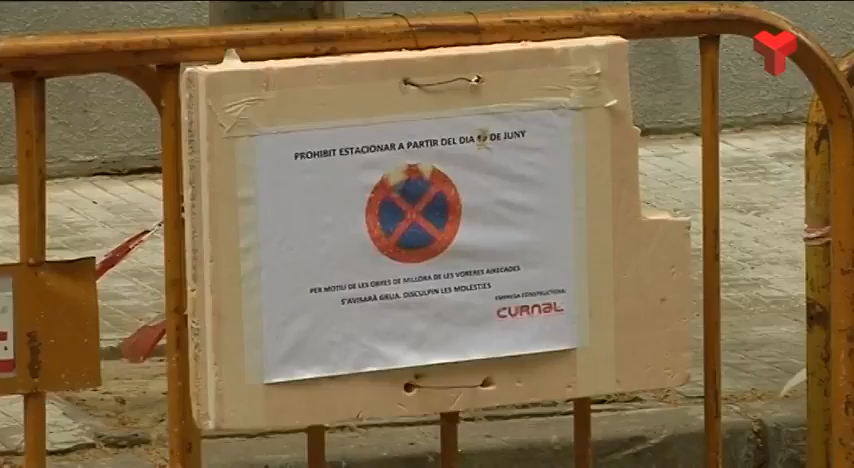 PROHIBIT ESTACIONAR A PARTIR DEL DIA DE JUNY
PER MOTIU DE LES OBRES DE MILLORA DE LES VORERES AIXECADES
S'AVISARÀ GRUA. DISCULPIN LES MOLESTIES
EMPRESA CONSTRUCTORA
CURNAL